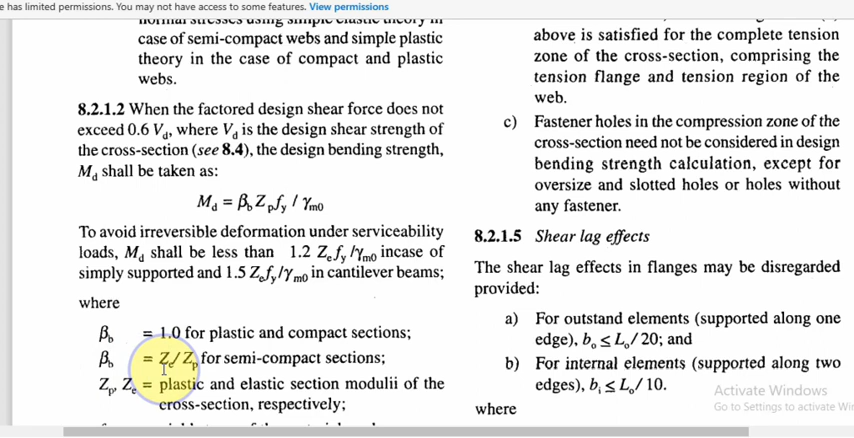 e has limited permissions. You may not have access to some features. View permissions
case of semi-compact webs and simple plastic
theory in the case of compact and plastic
webs.
8.2.1.2 When the factored design shear force does not
exceed 0.6 V_d, where V_d is the design shear strength of
the cross-section (see 8.4), the design bending strength,
M_d shall be taken as:
M_d = β_b Z_p f_y / γ_m0
To avoid irreversible deformation under serviceability
loads, M_d shall be less than 1.2 Z_e f_y /γ_m0 incase of
simply supported and 1.5 Z_e f_y /γ_m0 in cantilever beams;
where
β_b = 1.0 for plastic and compact sections;
β_b = Z_e/ Z_p for semi-compact sections;
Z_p, Z_e = plastic and elastic section modulii of the
cross-section, respectively;
above is satisfied for the complete tension
zone of the cross-section, comprising the
tension flange and tension region of the
web.
c) Fastener holes in the compression zone of the
cross-section need not be considered in design
bending strength calculation, except for
oversize and slotted holes or holes without
any fastener.
8.2.1.5 Shear lag effects
The shear lag effects in flanges may be disregarded
provided:
a) For outstand elements (supported along one
edge), b_o ≤ L_o / 20; and
b) For internal elements (supported along two
edges), b_i ≤ L_o / 10.
where
Activate Windows
Go to Settings to activate Wi